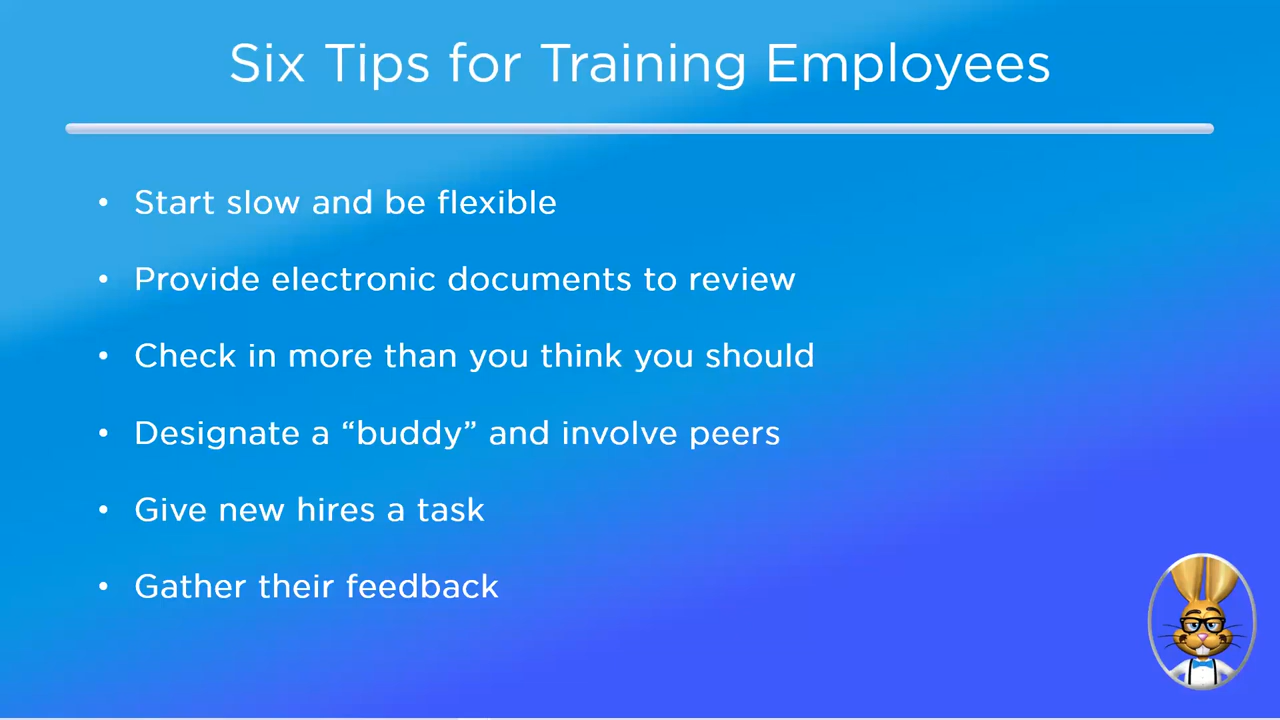 Six Tips for Training Employees
• Start slow and be flexible
• Provide electronic documents to review
• Check in more than you think you should
• Designate a “buddy” and involve peers
• Give new hires a task
• Gather their feedback